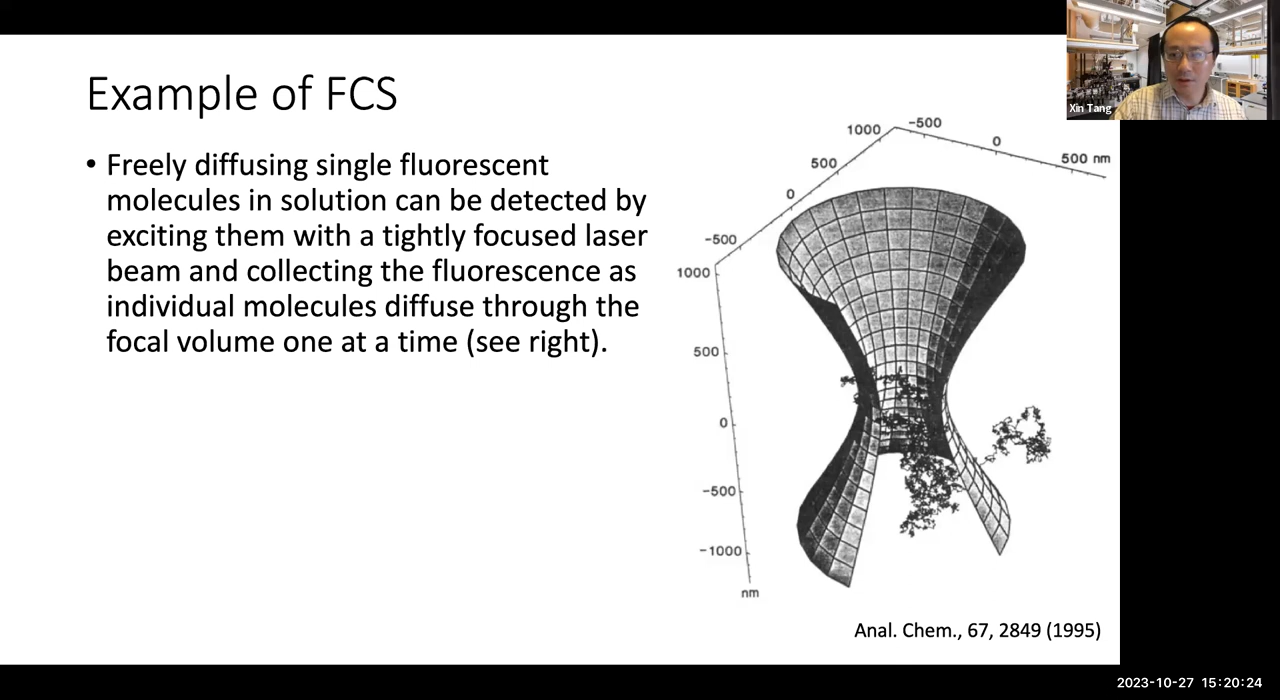 Example of FCS
• Freely diffusing single fluorescent
molecules in solution can be detected by
exciting them with a tightly focused laser
beam and collecting the fluorescence as
individual molecules diffuse through the
focal volume one at a time (see right).
1000
500
0
−500
−500
0
500 nm
1000
500
0
−500
−1000
nm
Anal. Chem., 67, 2849 (1995)
Xin Tang
2023-10-27 15:20:24